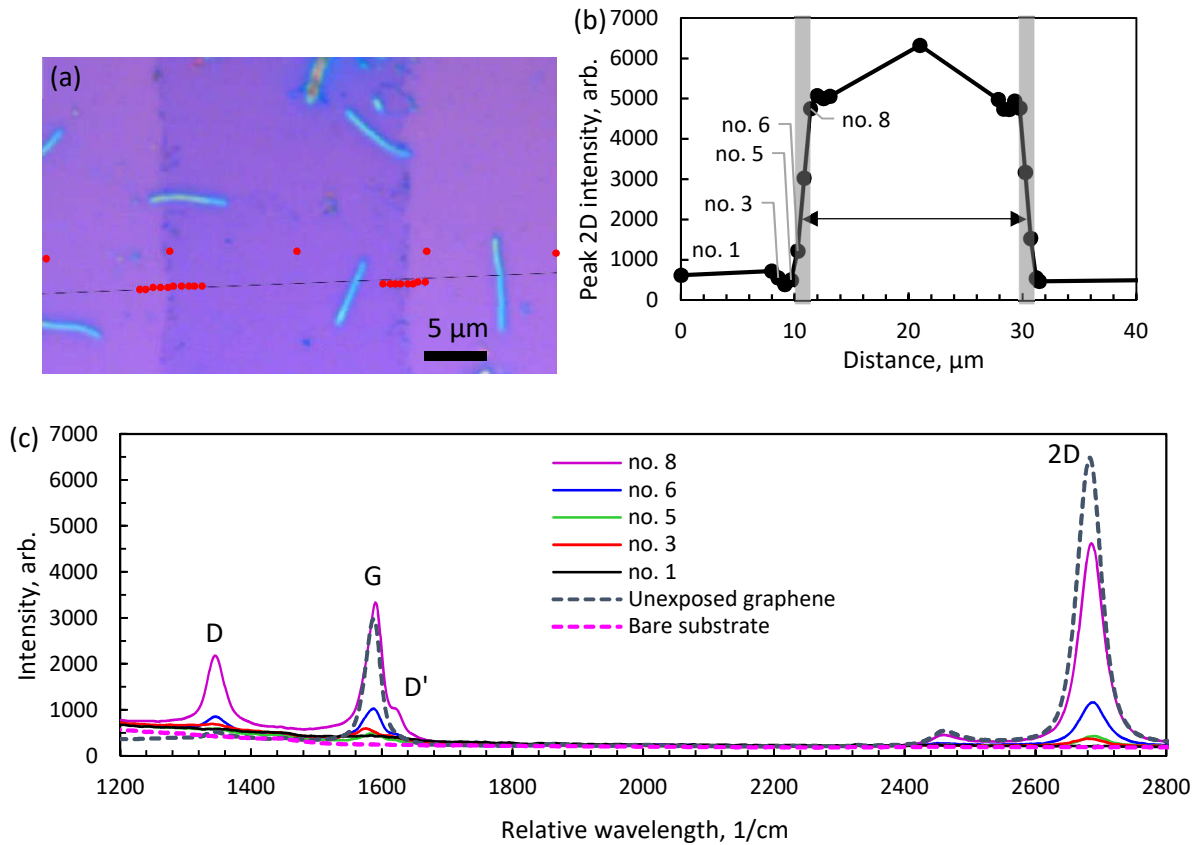 (a)
5 µm
(b)
7000
6000
5000
4000
3000
2000
1000
0
Peak 2D intensity, arb.
no. 8
no. 6
no. 5
no. 3
no. 1
0 10 20 30 40
Distance, µm
(c)
7000
6000
5000
4000
3000
2000
1000
0
Intensity, arb.
D
G
D'
2D
no. 8
no. 6
no. 5
no. 3
no. 1
Unexposed graphene
Bare substrate
1200 1400 1600 1800 2000 2200 2400 2600 2800
Relative wavelength, 1/cm